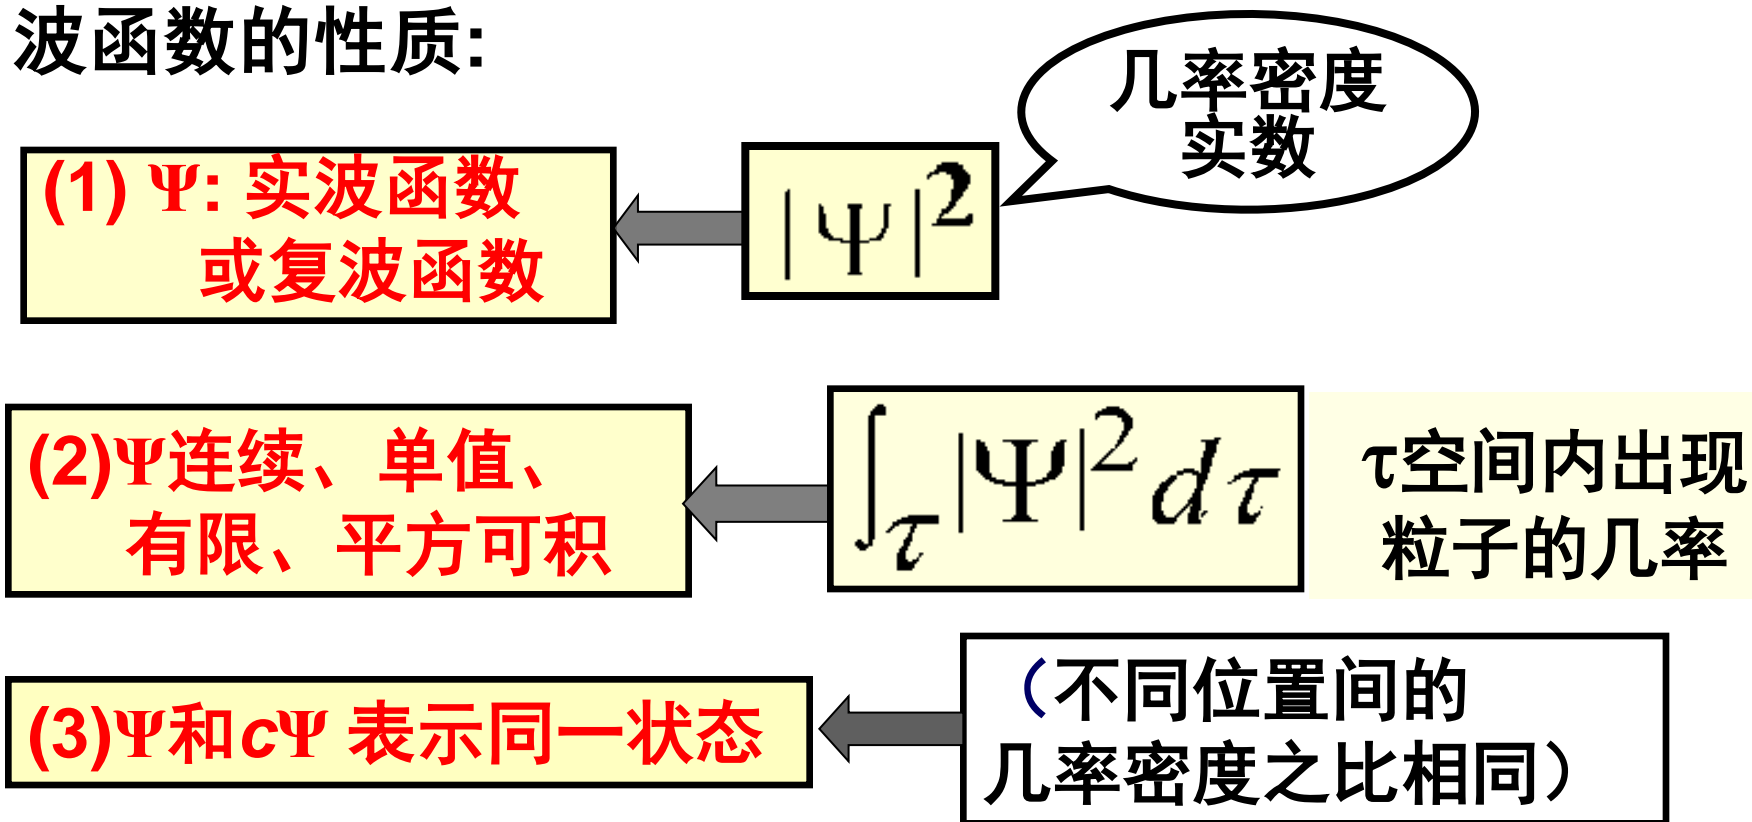 波函数的性质:
几率密度
实数
(1) Ψ: 实波函数
或复波函数
|Ψ|²
(2)Ψ连续、单值、
有限、平方可积
∫τ|Ψ|²dτ
τ空间内出现
粒子的几率
(3)Ψ和cΨ 表示同一状态
（不同位置间的
几率密度之比相同）